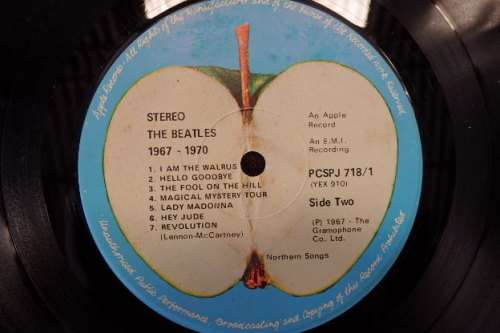 Apple Records. All Rights of the Manufacturer and of the Owner of the Recorded Work Reserved
STEREO
THE BEATLES
1967 - 1970
1. I AM THE WALRUS
2. HELLO GOODBYE
3. THE FOOL ON THE HILL
4. MAGICAL MYSTERY TOUR
5. LADY MADONNA
6. HEY JUDE
7. REVOLUTION
(Lennon-McCartney)
An Apple
Record
An E.M.I.
Recording
PCSPJ 718/1
(YEX 910)
Side Two
(P) 1967 - The
Gramophone
Co., Ltd.
Northern Songs
Unauthorised Public Performance, Broadcasting and Copying of this Record Prohibited